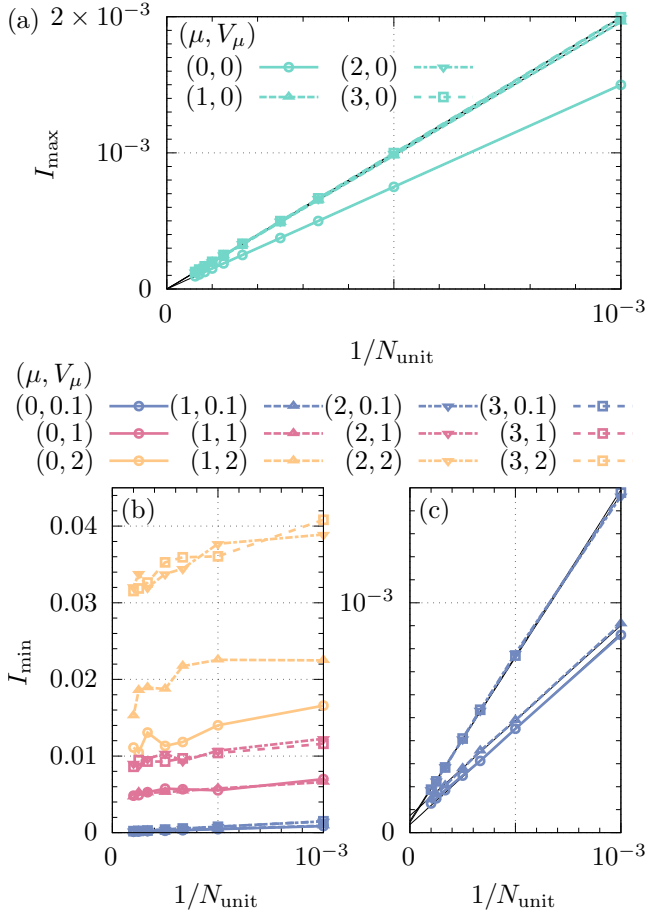 (a)
2 × 10⁻³
10⁻³
0
I_max
(μ, V_μ)
(0, 0)
(2, 0)
(1, 0)
(3, 0)
0
10⁻³
1/N_unit
(μ, V_μ)
(0, 0.1)
(1, 0.1)
(2, 0.1)
(3, 0.1)
(0, 1)
(1, 1)
(2, 1)
(3, 1)
(0, 2)
(1, 2)
(2, 2)
(3, 2)
(b)
0.04
0.03
0.02
0.01
0
I_min
0
10⁻³
1/N_unit
(c)
10⁻³
0
0
10⁻³
1/N_unit